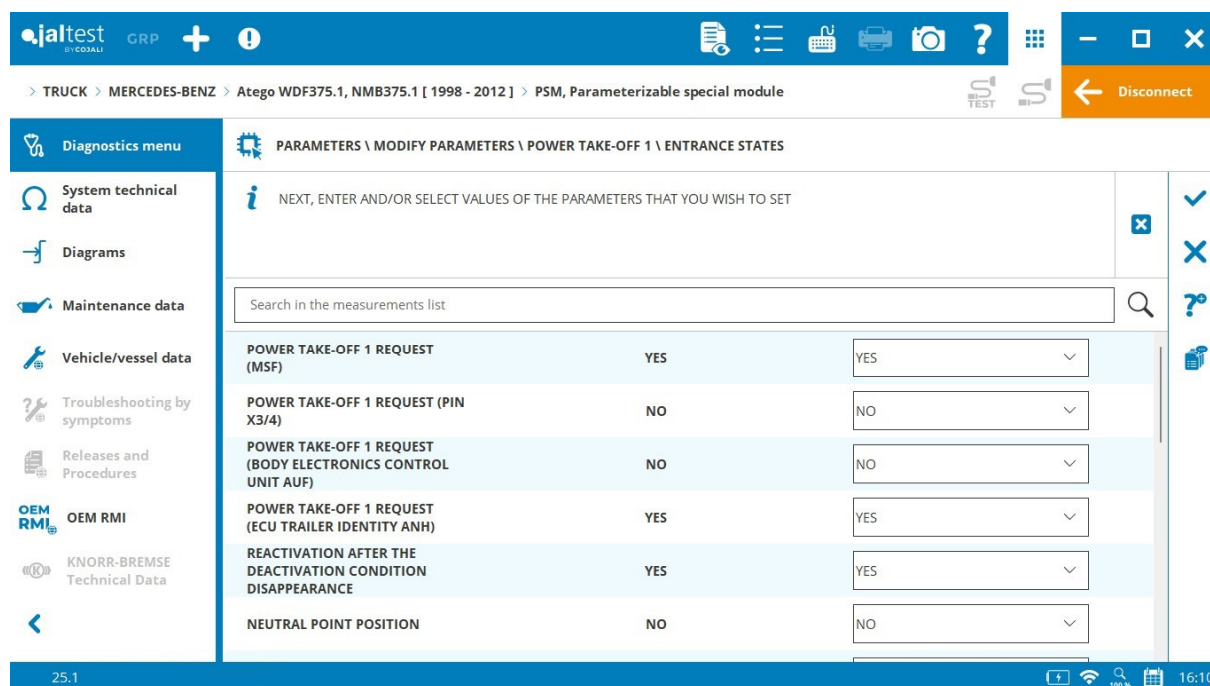 jaltest GRP
BY COJALI
> TRUCK > MERCEDES-BENZ > Atego WDF375.1, NMB375.1 [ 1998 - 2012 ] > PSM, Parameterizable special module
TEST
Disconnect
Diagnostics menu
PARAMETERS \ MODIFY PARAMETERS \ POWER TAKE-OFF 1 \ ENTRANCE STATES
System technical
data
NEXT, ENTER AND/OR SELECT VALUES OF THE PARAMETERS THAT YOU WISH TO SET
Diagrams
Maintenance data
Search in the measurements list
Vehicle/vessel data
POWER TAKE-OFF 1 REQUEST
(MSF)
YES
YES
Troubleshooting by
symptoms
POWER TAKE-OFF 1 REQUEST (PIN
X3/4)
NO
NO
Releases and
Procedures
POWER TAKE-OFF 1 REQUEST
(BODY ELECTRONICS CONTROL
UNIT AUF)
NO
NO
OEM
RMI
OEM RMI
POWER TAKE-OFF 1 REQUEST
(ECU TRAILER IDENTITY ANH)
YES
YES
KNORR-BREMSE
Technical Data
REACTIVATION AFTER THE
DEACTIVATION CONDITION
DISAPPEARANCE
YES
YES
NEUTRAL POINT POSITION
NO
NO
25.1
100 %
16:10